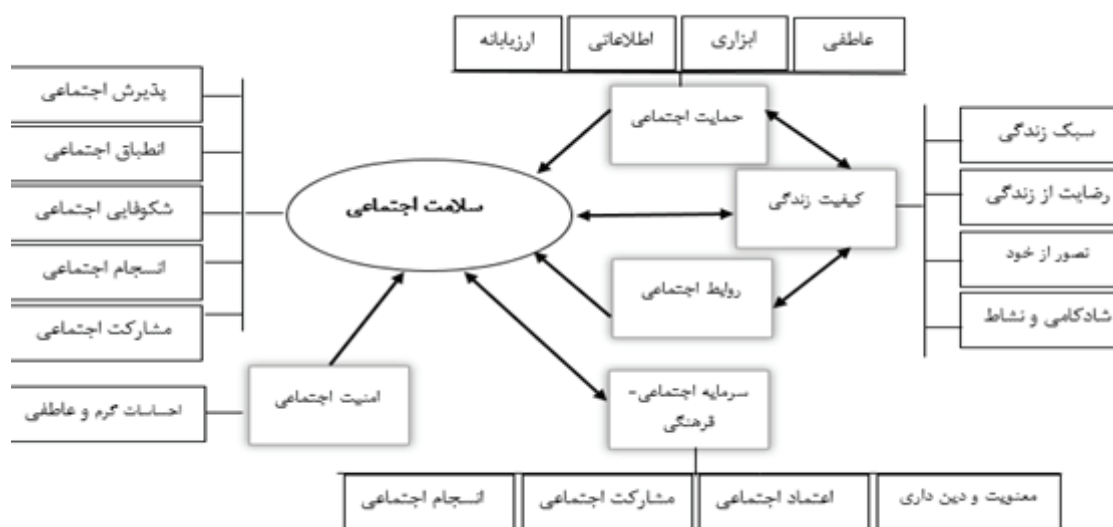 عاطفی
ابزاری
اطلاعاتی
ارزیابانه
حمایت اجتماعی
سبک زندگی
رضایت از زندگی
تصور از خود
شادکامی و نشاط
کیفیت زندگی
سلامت اجتماعی
روابط اجتماعی
پذیرش اجتماعی
انطباق اجتماعی
شکوفایی اجتماعی
انسجام اجتماعی
مشارکت اجتماعی
امنیت اجتماعی
احساسات گرم و عاطفی
سرمایه اجتماعی-
فرهنگی
معنویت و دین داری
اعتماد اجتماعی
مشارکت اجتماعی
انسجام اجتماعی